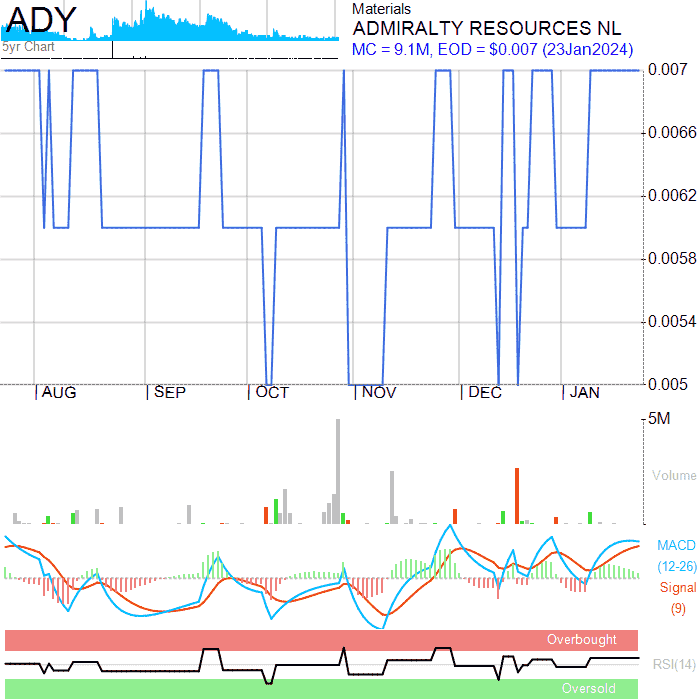 ADY
5yr Chart
Materials
ADMIRALTY RESOURCES NL
MC = 9.1M, EOD = $0.007 (23Jan2024)
0.007
0.0066
0.0062
0.0058
0.0054
0.005
AUG
SEP
OCT
NOV
DEC
JAN
5M
Volume
MACD
(12-26)
Signal
(9)
Overbought
RSI(14)
Oversold